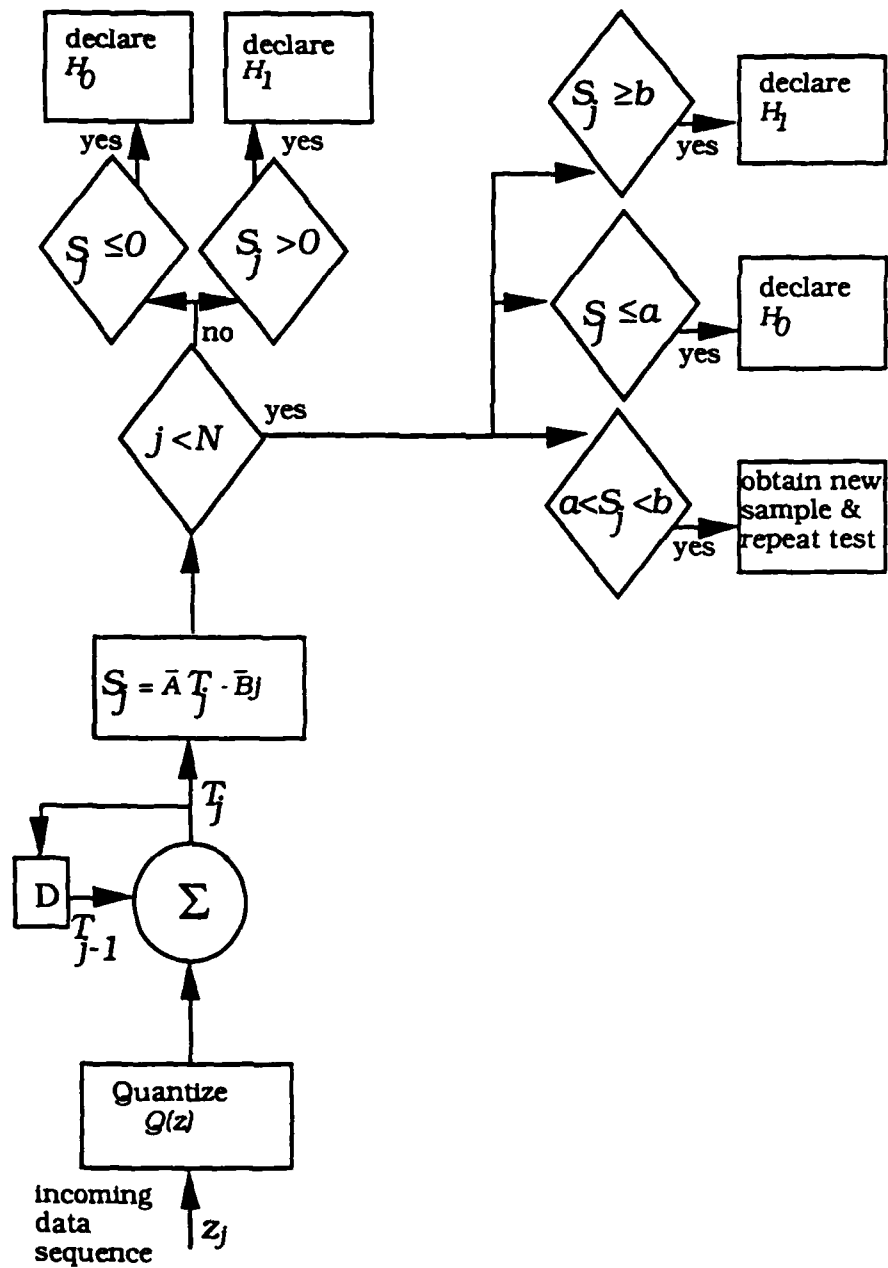 declare
H₀
declare
H₁
yes
yes
Sⱼ ≤0
Sⱼ >0
no
j <N
yes
Sⱼ ≥b
yes
declare
H₁
Sⱼ ≤a
yes
declare
H₀
a<Sⱼ <b
yes
obtain new
sample &
repeat test
Sⱼ = Ā Tⱼ - B̄j
Tⱼ
D
Σ
Tⱼ₋₁
Quantize
Q(z)
incoming
data
sequence
zⱼ